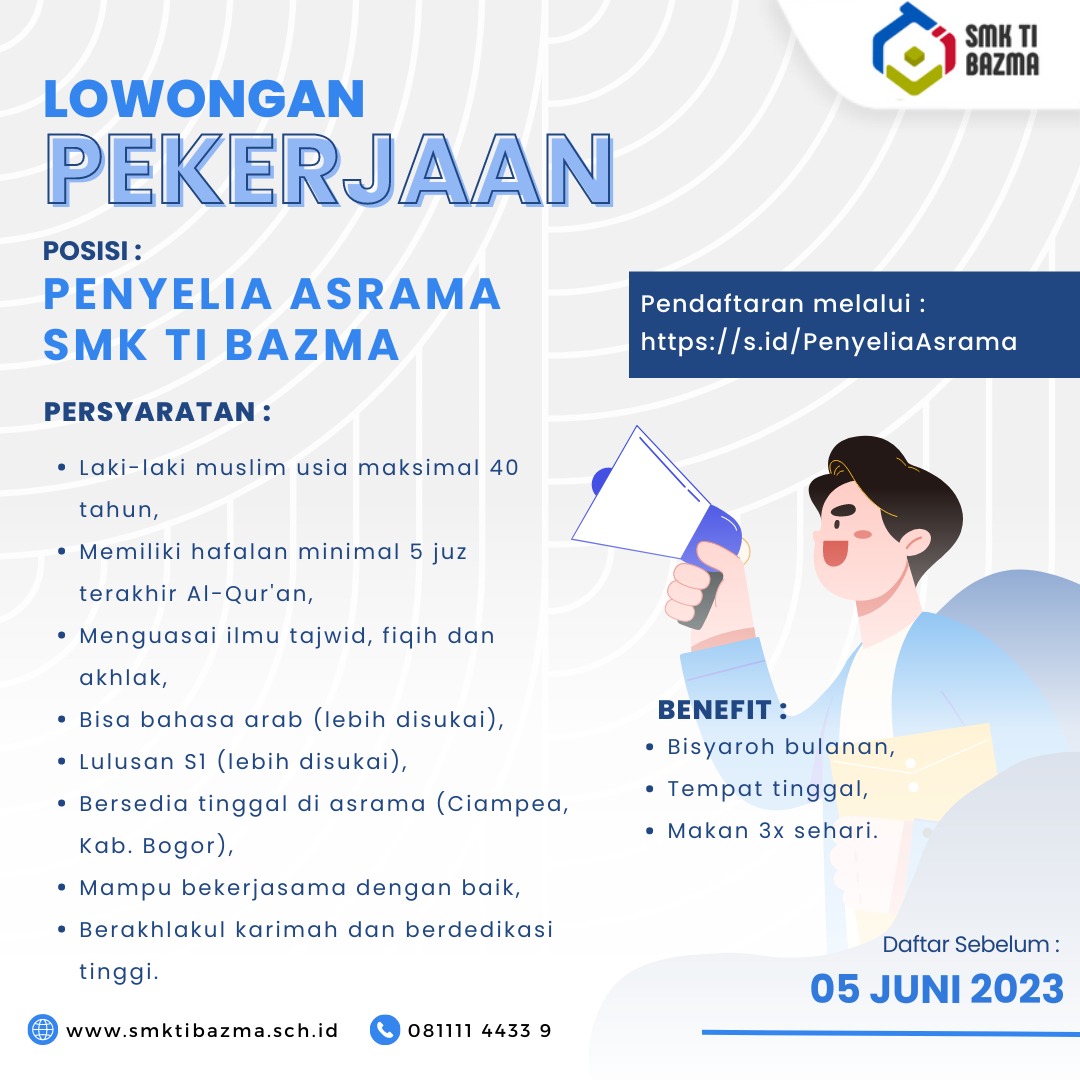 SMK TI
BAZMA
LOWONGAN
PEKERJAAN
POSISI :
PENYELIA ASRAMA
SMK TI BAZMA
Pendaftaran melalui :
https://s.id/PenyeliaAsrama
PERSYARATAN :
• Laki-laki muslim usia maksimal 40
tahun,
• Memiliki hafalan minimal 5 juz
terakhir Al-Qur'an,
• Menguasai ilmu tajwid, fiqih dan
akhlak,
• Bisa bahasa arab (lebih disukai),
• Lulusan S1 (lebih disukai),
• Bersedia tinggal di asrama (Ciampea,
Kab. Bogor),
• Mampu bekerjasama dengan baik,
• Berakhlakul karimah dan berdedikasi
tinggi.
BENEFIT :
• Bisyaroh bulanan,
• Tempat tinggal,
• Makan 3x sehari.
Daftar Sebelum :
05 JUNI 2023
www.smktibazma.sch.id
081111 4433 9